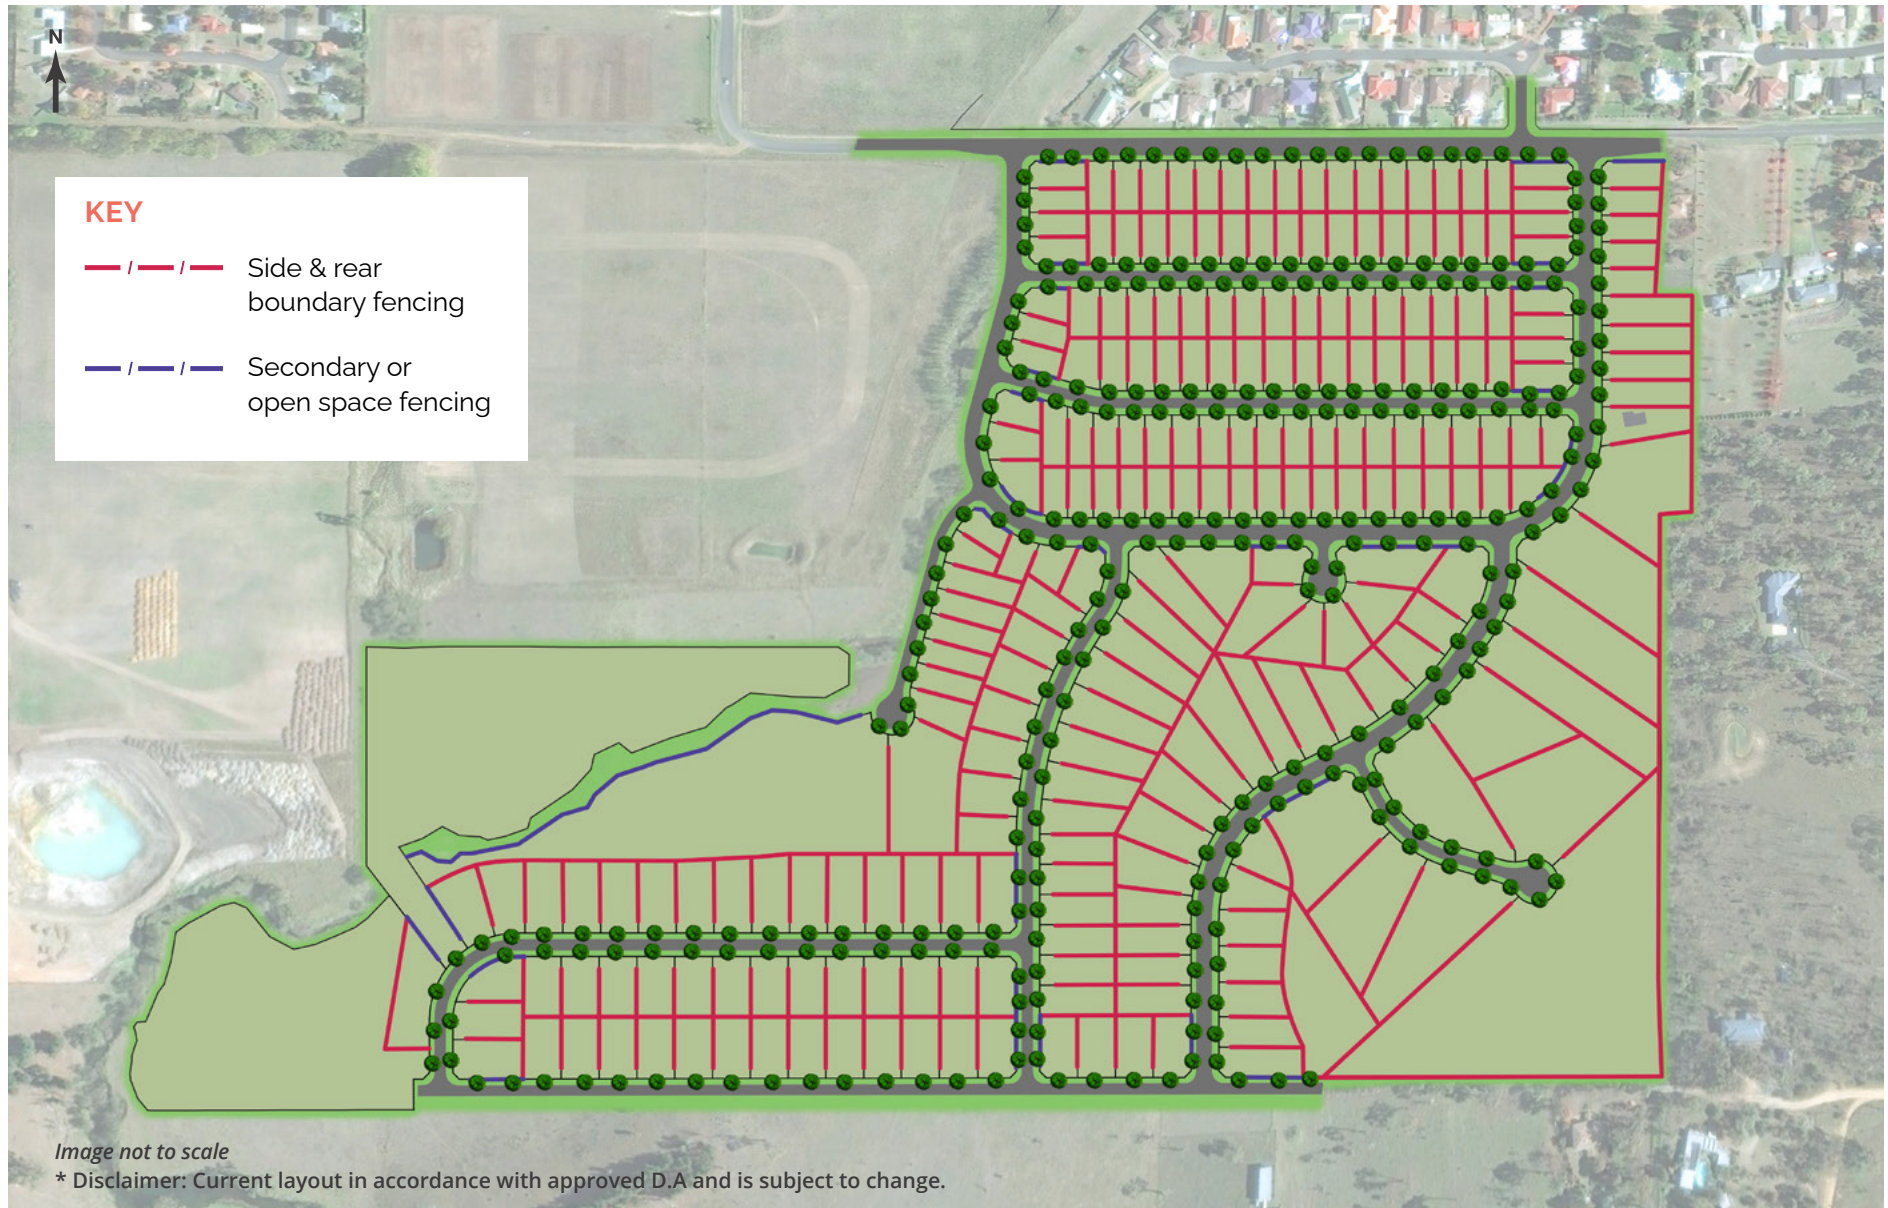 N
KEY
Side & rear
boundary fencing
Secondary or
open space fencing
Image not to scale
* Disclaimer: Current layout in accordance with approved D.A and is subject to change.